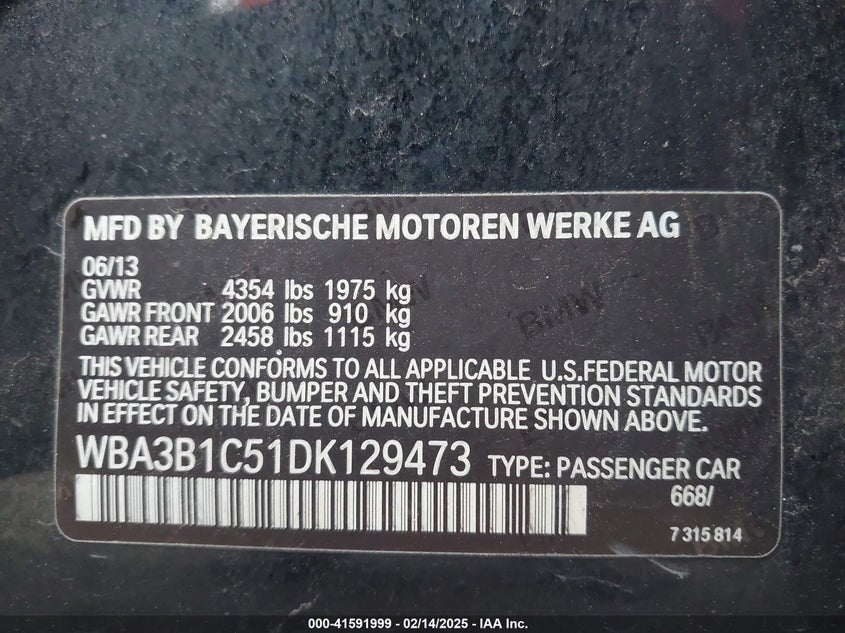 MFD BY BAYERISCHE MOTOREN WERKE AG
06/13
GVWR 4354 lbs 1975 kg
GAWR FRONT 2006 lbs 910 kg
GAWR REAR 2458 lbs 1115 kg
THIS VEHICLE CONFORMS TO ALL APPLICABLE U.S.FEDERAL MOTOR
VEHICLE SAFETY, BUMPER AND THEFT PREVENTION STANDARDS
IN EFFECT ON THE DATE OF MANUFACTURE SHOWN ABOVE.
WBA3B1C51DK129473 TYPE: PASSENGER CAR
668/
7 315 814
000-41591999 - 02/14/2025 - IAA Inc.